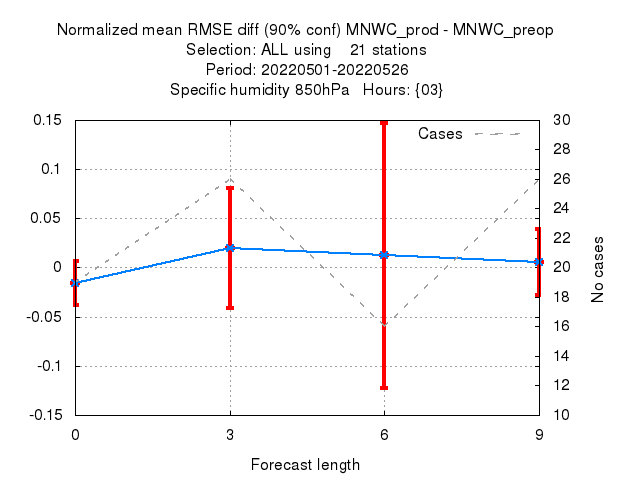 Normalized mean RMSE diff (90% conf) MNWC_prod - MNWC_preop
Selection: ALL using    21 stations
Period: 20220501-20220526
Specific humidity 850hPa   Hours: {03}
0.15
0.1
0.05
0
-0.05
-0.1
-0.15
30
28
26
24
22
20
18
16
14
12
10
Cases
No cases
0 3 6 9
Forecast length